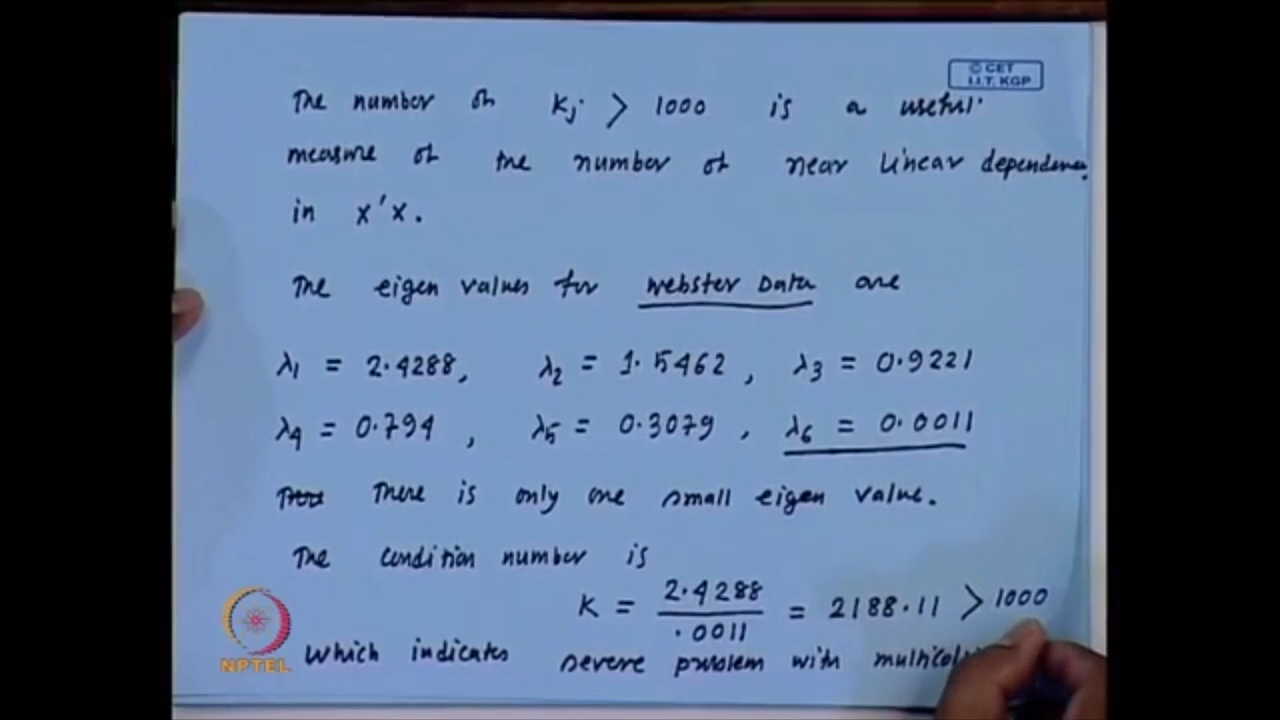 © CET
I.I.T. KGP
The number of Kj > 1000 is a useful
measure of the number of near linear dependence
in x'x.
The eigen values for webster Data are
λ1 = 2.4288, λ2 = 1.5462, λ3 = 0.9221
λ4 = 0.794, λ5 = 0.3079, λ6 = 0.0011
There is only one small eigen value.
The condition number is
K = 2.4288 / .0011 = 2188.11 > 1000
which indicates severe problem with
NPTEL